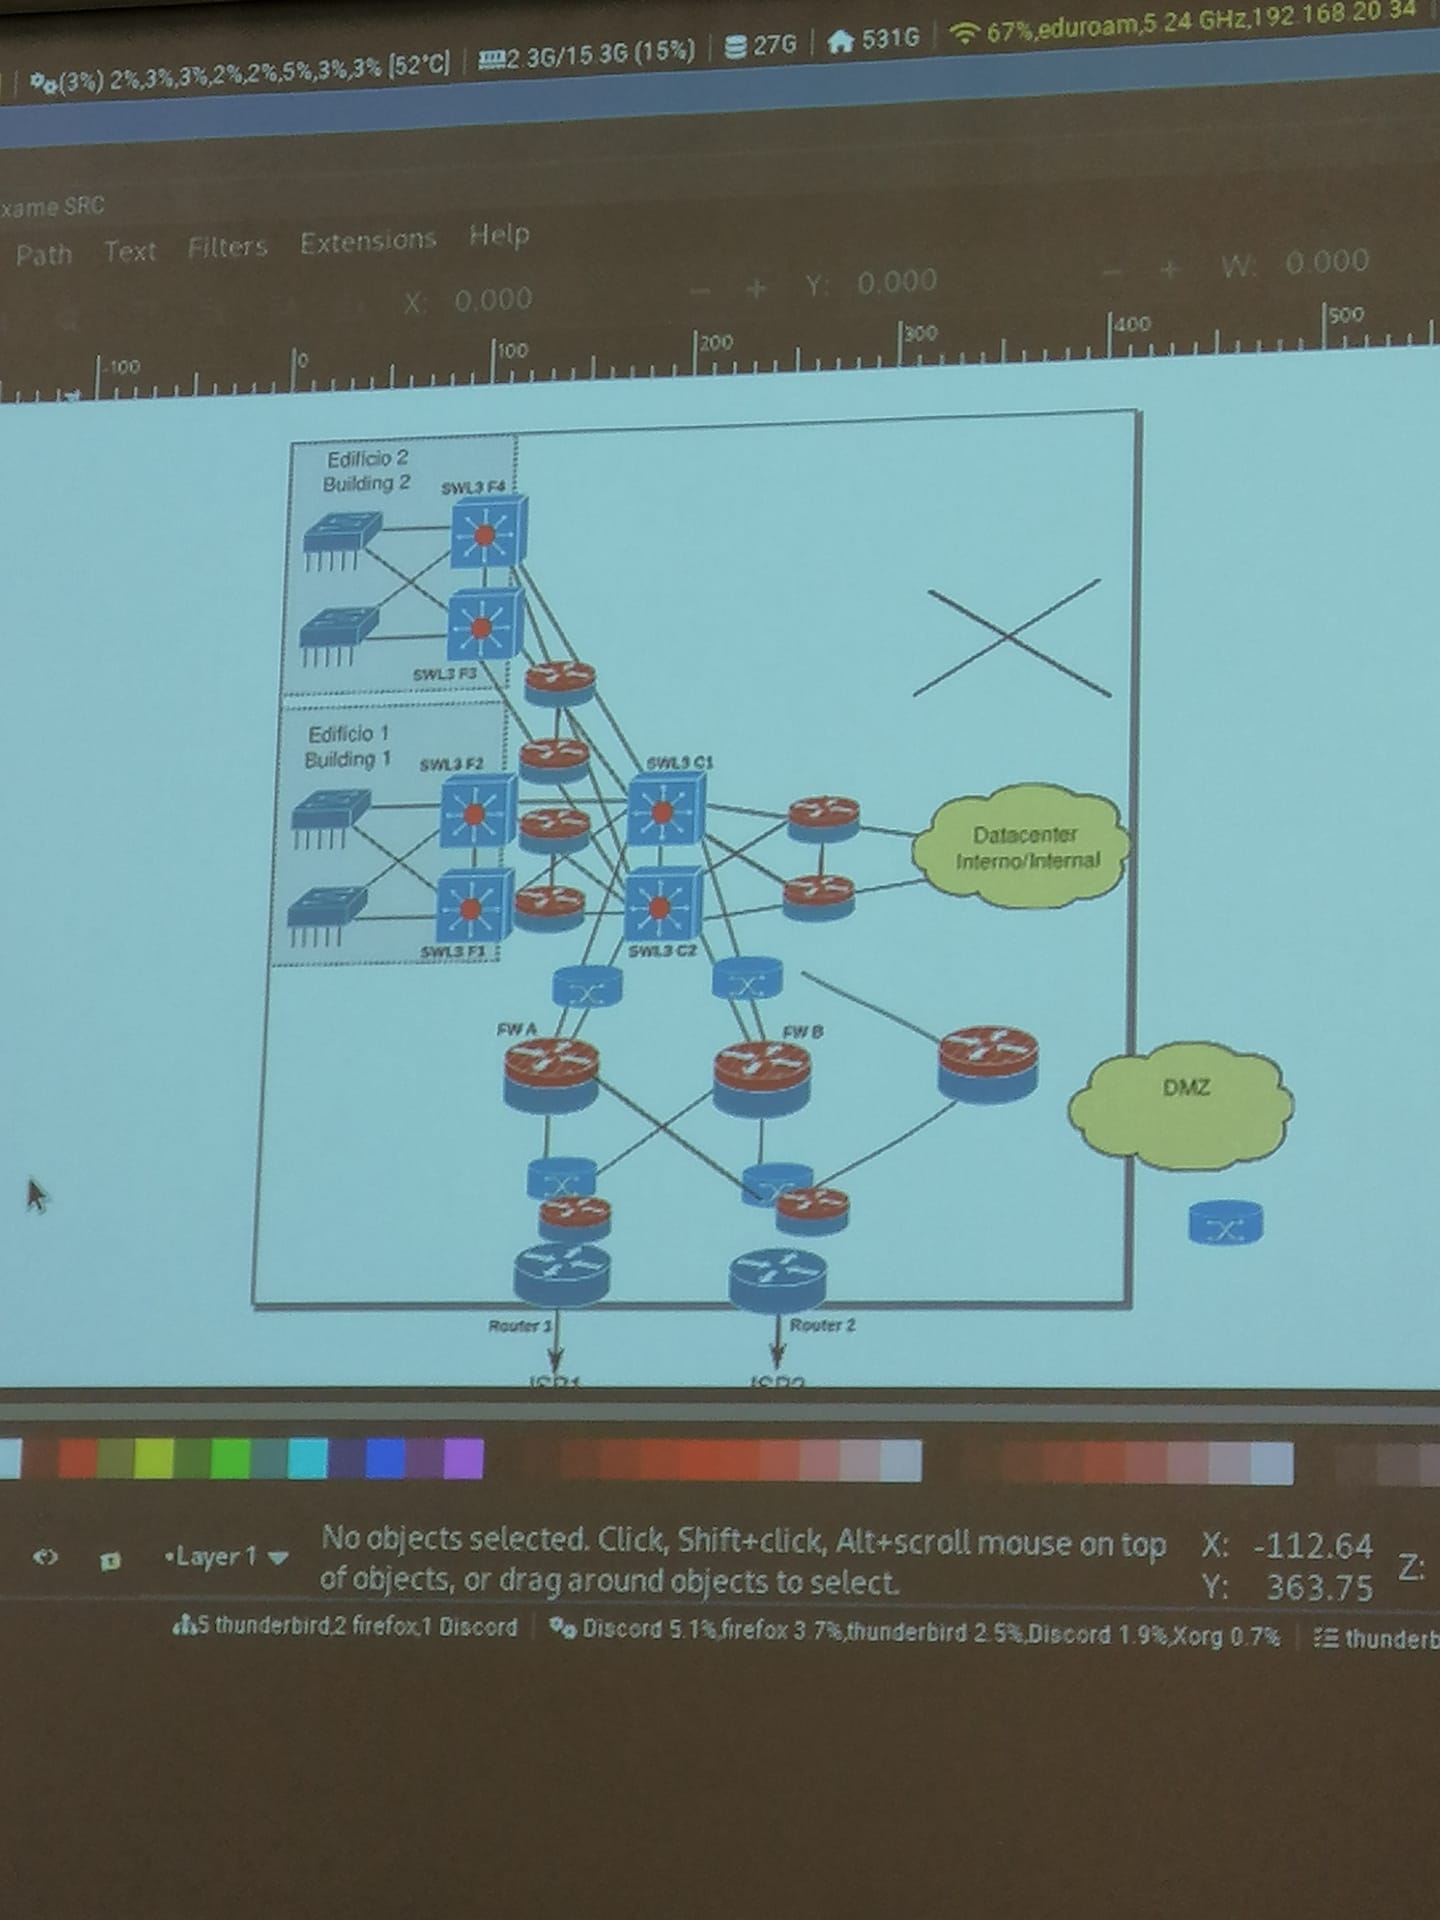 (3%) 2%,3%,3%,2%,2%,5%,3%,3% [52°C] | 2.3G/15.3G (15%) | 27G | 531G | 67%,eduroam,5.24 GHz,192.168.20.34
xame SRC
Path Text Filters Extensions Help
X: 0.000 − + Y: 0.000 − + W: 0.000
-100 0 100 200 300 400 500
Edifício 2
Building 2
SWL3 F4
SWL3 F3
Edifício 1
Building 1
SWL3 F2
SWL3 C1
Datacenter
Interno/Internal
SWL3 F1
SWL3 C2
FW A
FW B
DMZ
Router 1
Router 2
ISP1
ISP2
•Layer 1
No objects selected. Click, Shift+click, Alt+scroll mouse on top
of objects, or drag around objects to select.
X: -112.64
Y: 363.75
Z:
5 thunderbird,2 firefox,1 Discord | Discord 5.1%,firefox 3.7%,thunderbird 2.5%,Discord 1.9%,Xorg 0.7% | thunderb